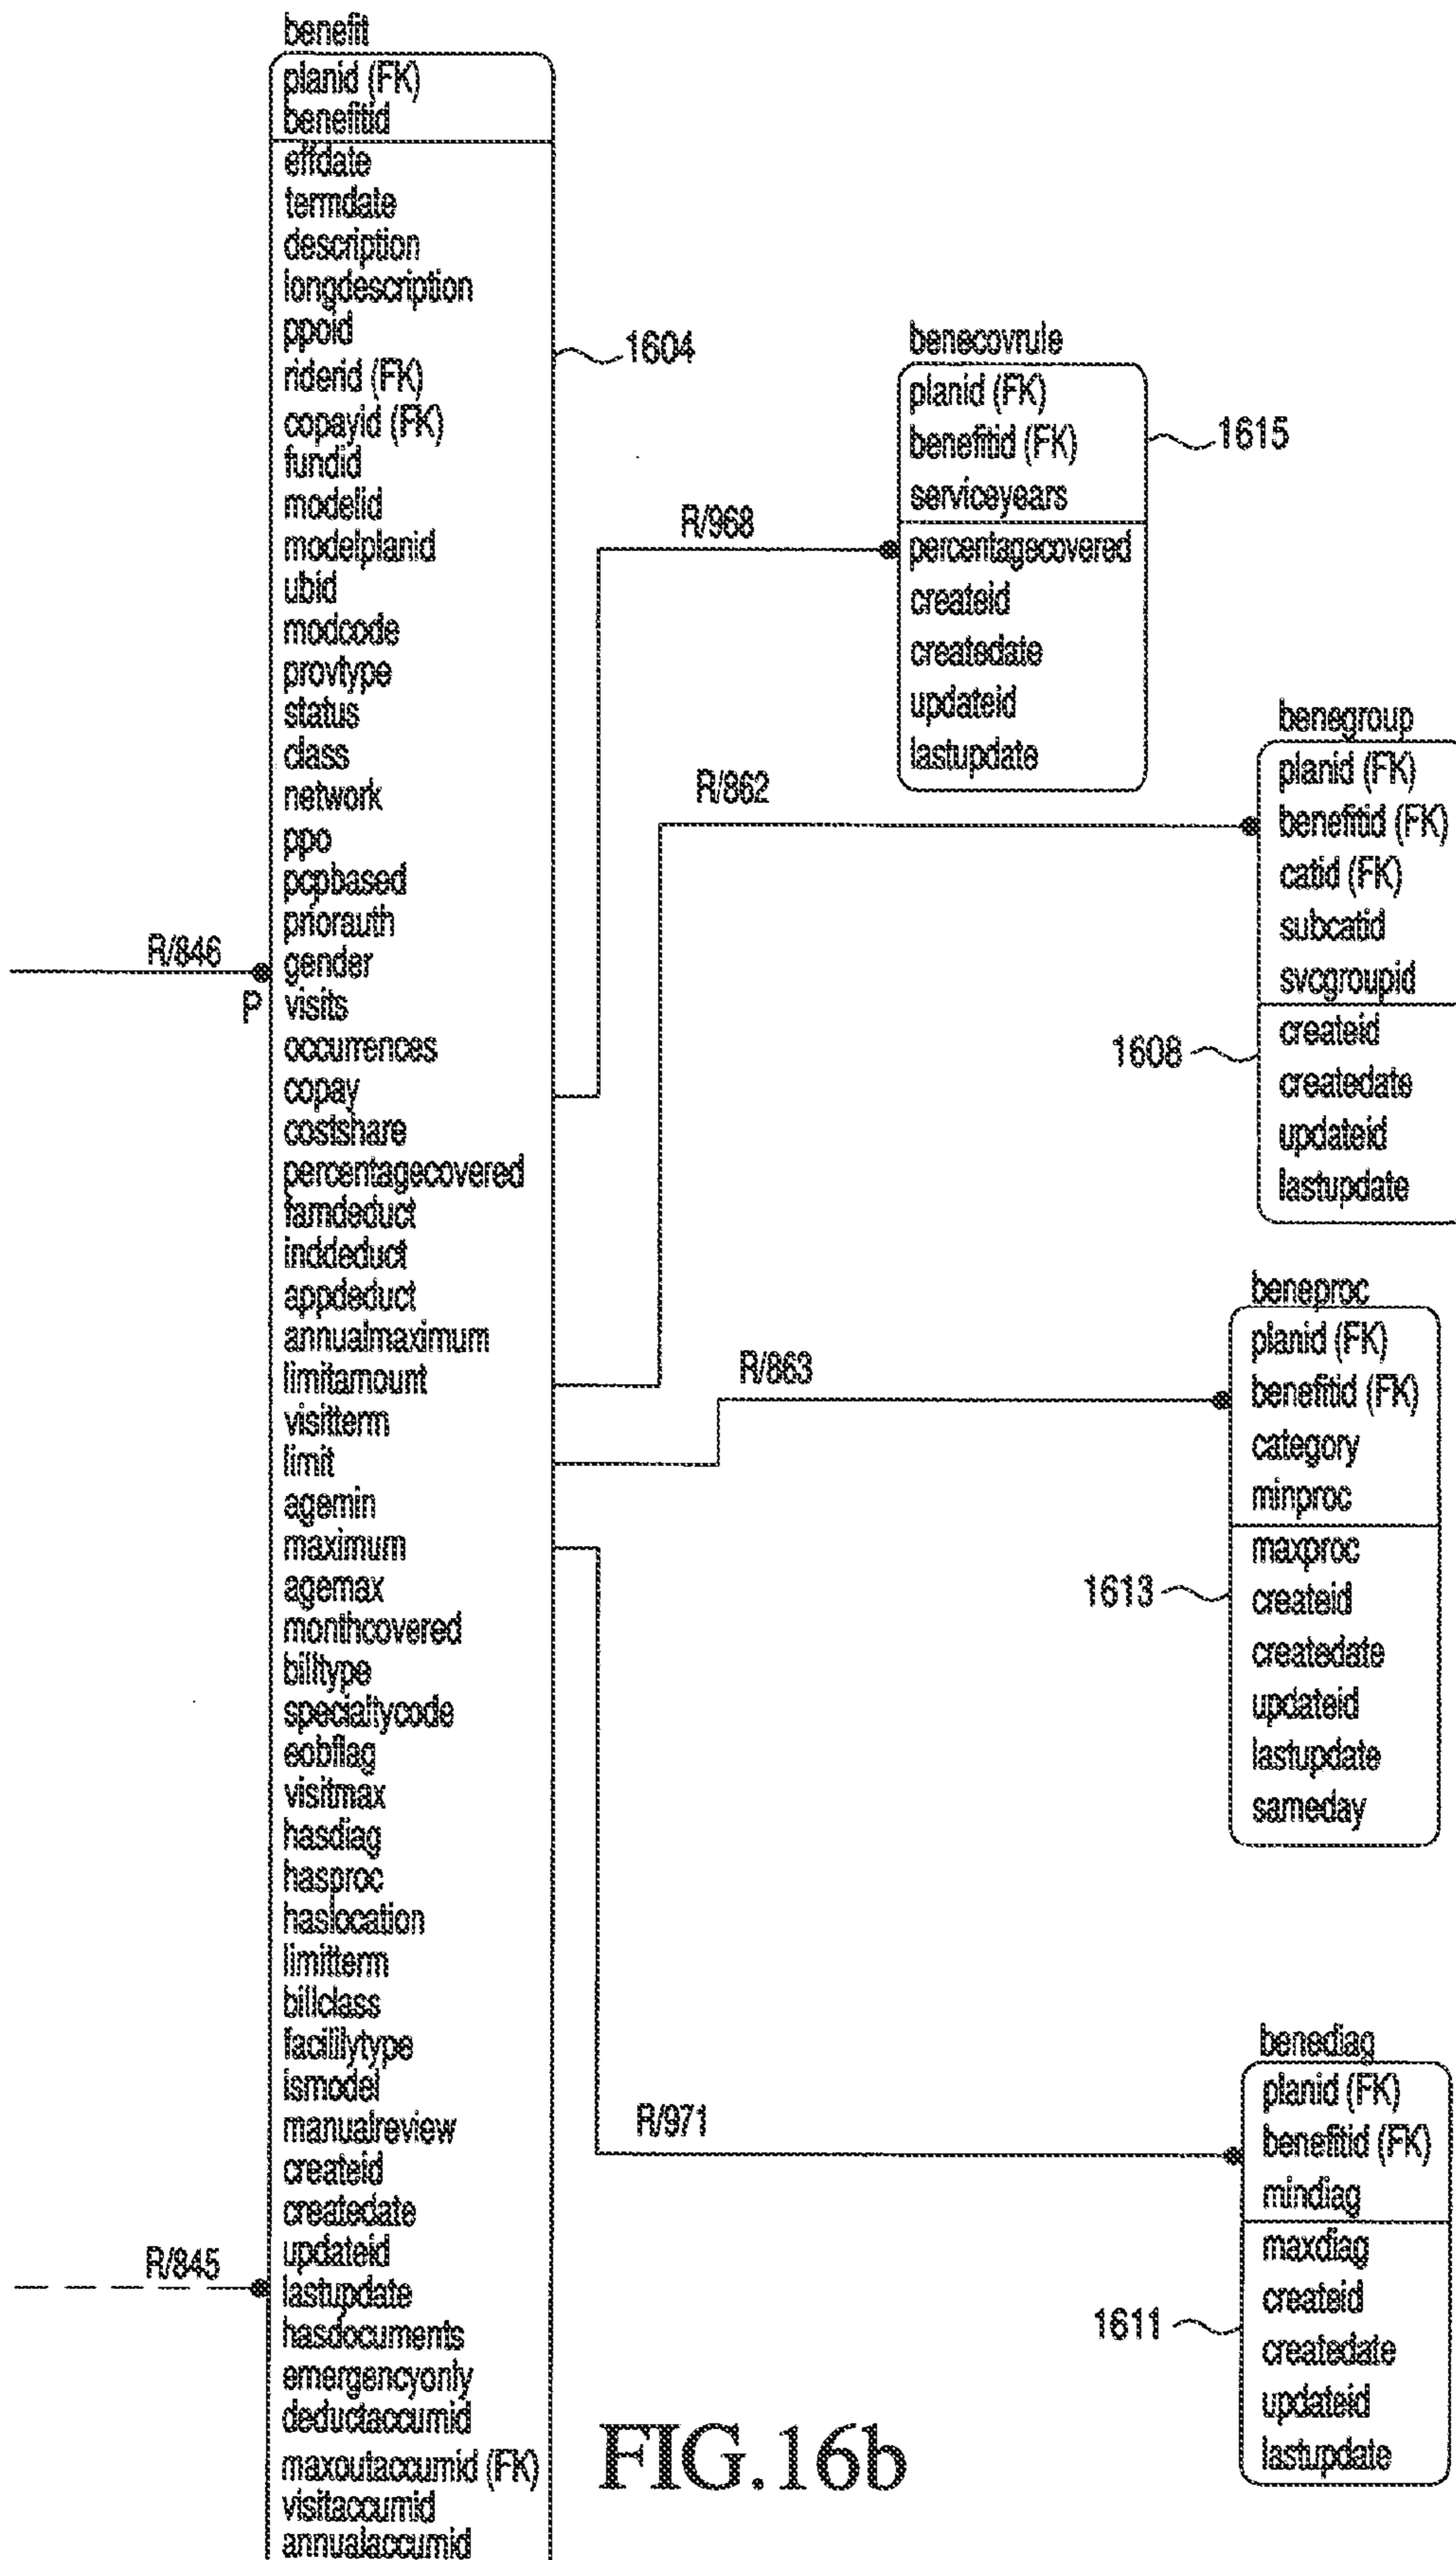 benefit
planid (FK)
benefitid
effdate
termdate
description
longdescription
ppoid
riderid (FK)
copayid (FK)
fundid
modelid
modelplanid
ubid
modcode
provtype
status
class
network
ppo
pcpbased
priorauth
gender
visits
occurrences
copay
costshare
percentagecovered
famdeduct
inddeduct
appdeduct
annualmaximum
limitamount
visitterm
limit
agemin
maximum
agemax
monthcovered
billtype
specialtycode
eobflag
visitmax
hasdiag
hasproc
haslocation
limitterm
billclass
facililytype
ismodel
manualreview
createid
createdate
updateid
lastupdate
hasdocuments
emergencyonly
deductaccumid
maxoutaccumid (FK)
visitaccumid
annualaccumid
1604
R/846
P
R/845
R/968
R/862
R/863
R/971
benecovrule
planid (FK)
benefitid (FK)
serviceyears
percentagecovered
createid
createdate
updateid
lastupdate
1615
benegroup
planid (FK)
benefitid (FK)
catid (FK)
subcatid
svcgroupid
createid
createdate
updateid
lastupdate
1608
beneproc
planid (FK)
benefitid (FK)
category
minproc
maxproc
createid
createdate
updateid
lastupdate
sameday
1613
benediag
planid (FK)
benefitid (FK)
mindiag
maxdiag
createid
createdate
updateid
lastupdate
1611
FIG.16b